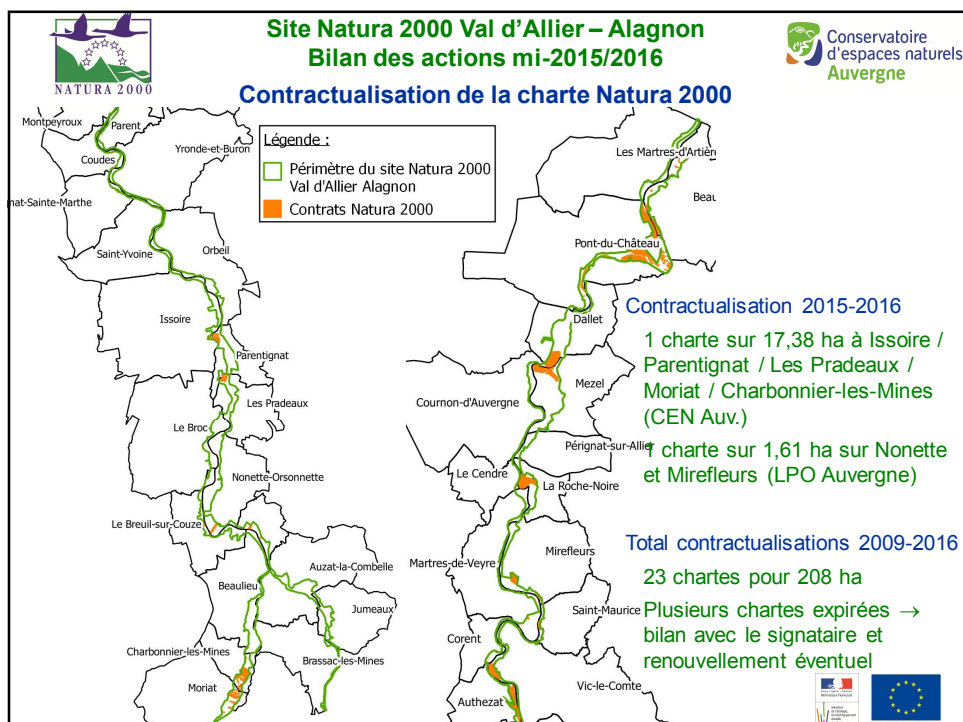 Site Natura 2000 Val d'Allier – Alagnon
Bilan des actions mi-2015/2016
Contractualisation de la charte Natura 2000
NATURA 2000
Conservatoire
d'espaces naturels
Auvergne
Légende :
Périmètre du site Natura 2000
Val d'Allier Alagnon
Contrats Natura 2000
Montpeyroux
Parent
Yronde-et-Buron
Coudes
nat-Sainte-Marthe
Saint-Yvoine
Orbeil
Issoire
Parentignat
Les Pradeaux
Le Broc
Nonette-Orsonnette
Le Breuil-sur-Couze
Auzat-la-Combelle
Beaulieu
Jumeaux
Charbonnier-les-Mines
Brassac-les-Mines
Moriat
Les Martres-d'Artière
Beau
Pont-du-Château
Dallet
Mezel
Cournon-d'Auvergne
Pérignat-sur-Allier
Le Cendre
La Roche-Noire
Mirefleurs
Martres-de-Veyre
Saint-Maurice
Corent
Vic-le-Comte
Authezat
Contractualisation 2015-2016
1 charte sur 17,38 ha à Issoire /
Parentignat / Les Pradeaux /
Moriat / Charbonnier-les-Mines
(CEN Auv.)
1 charte sur 1,61 ha sur Nonette
et Mirefleurs (LPO Auvergne)
Total contractualisations 2009-2016
23 chartes pour 208 ha
Plusieurs chartes expirées →
bilan avec le signataire et
renouvellement éventuel